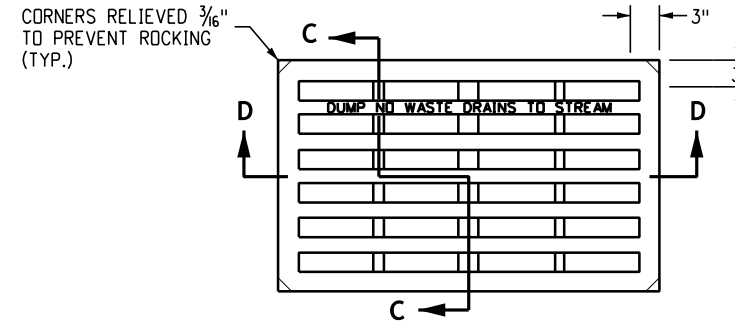 CORNERS RELIEVED 3/16"
TO PREVENT ROCKING
(TYP.)
C
3"
D
DUMP NO WASTE DRAINS TO STREAM
D
C